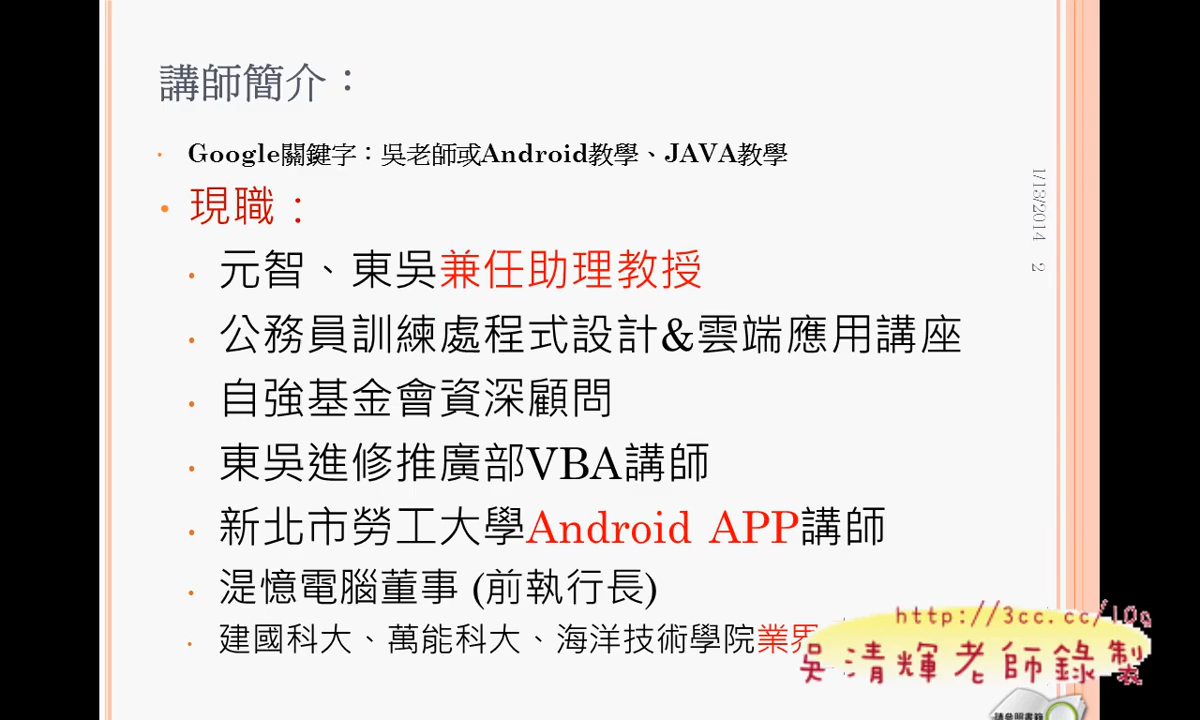 講師簡介：
Google關鍵字：吳老師或Android教學、JAVA教學
現職：
元智、東吳兼任助理教授
公務員訓練處程式設計&雲端應用講座
自強基金會資深顧問
東吳進修推廣部VBA講師
新北市勞工大學Android APP講師
湜憶電腦董事 (前執行長)
建國科大、萬能科大、海洋技術學院業界
1/13/2014
2
http://3cc.cc/10q
吳清輝老師錄製
請參照書籍